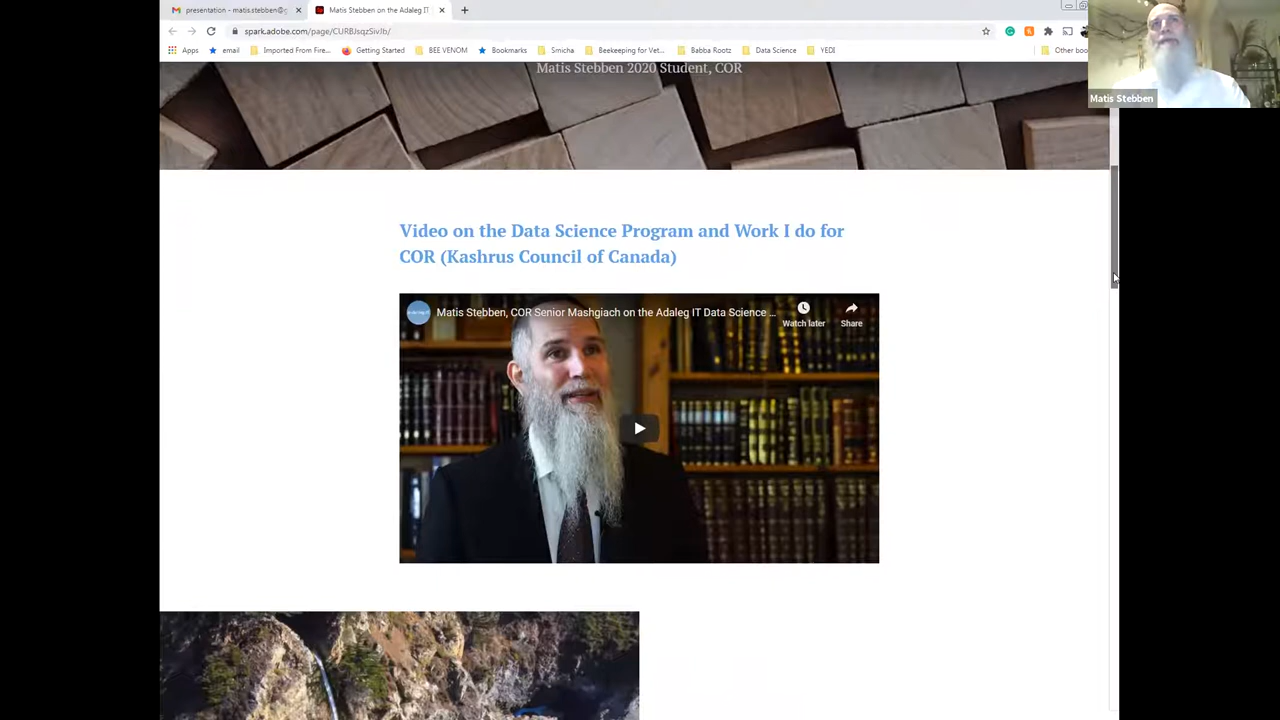 presentation - matis.stebben@g
Matis Stebben on the Adaleg IT
spark.adobe.com/page/CURBJsqzSivJb/
Apps
email
Imported From Fire...
Getting Started
BEE VENOM
Bookmarks
Smicha
Beekeeping for Vet...
Babba Rootz
Data Science
YEDI
Other boo
Matis Stebben
Matis Stebben 2020 Student, COR
Video on the Data Science Program and Work I do for
COR (Kashrus Council of Canada)
Matis Stebben, COR Senior Mashgiach on the Adaleg IT Data Science ...
Watch later
Share